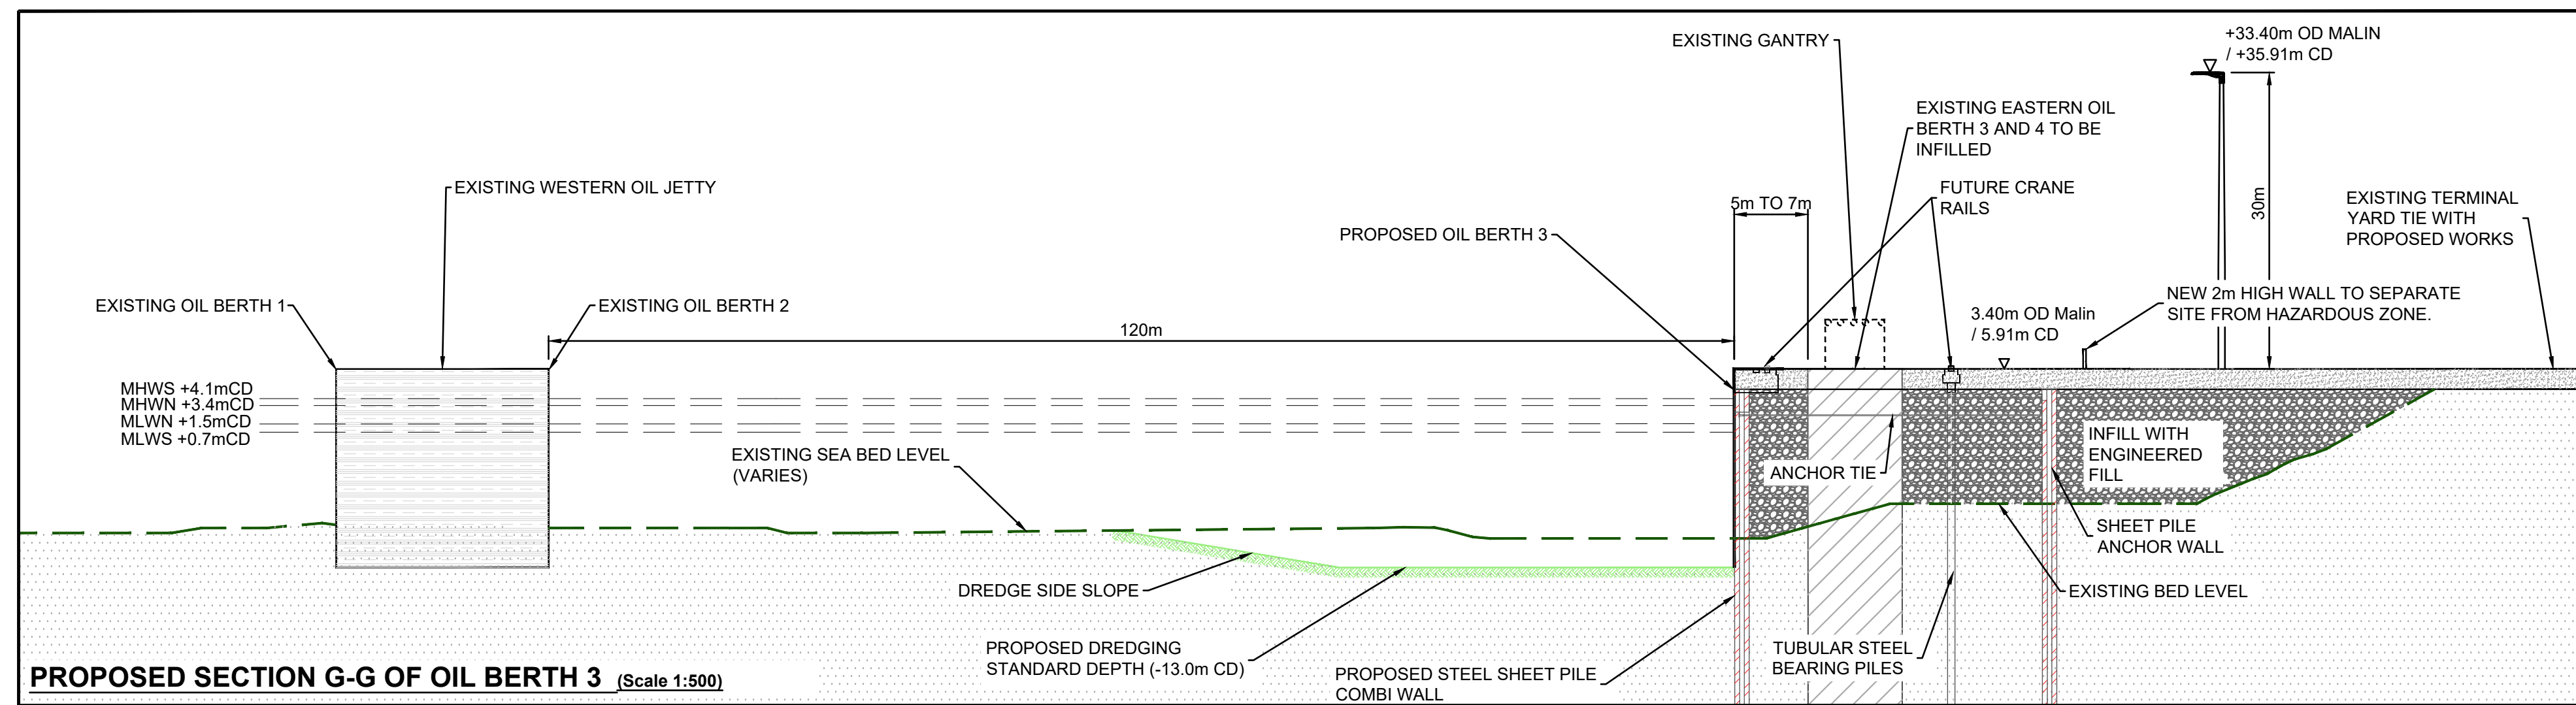 +33.40m OD MALIN
/ +35.91m CD
EXISTING GANTRY
EXISTING EASTERN OIL
BERTH 3 AND 4 TO BE
INFILLED
EXISTING WESTERN OIL JETTY
FUTURE CRANE
RAILS
30m
EXISTING TERMINAL
YARD TIE WITH
PROPOSED WORKS
5m TO 7m
PROPOSED OIL BERTH 3
EXISTING OIL BERTH 1
EXISTING OIL BERTH 2
120m
3.40m OD Malin
/ 5.91m CD
NEW 2m HIGH WALL TO SEPARATE
SITE FROM HAZARDOUS ZONE.
MHWS +4.1mCD
MHWN +3.4mCD
MLWN +1.5mCD
MLWS +0.7mCD
EXISTING SEA BED LEVEL
(VARIES)
ANCHOR TIE
INFILL WITH
ENGINEERED
FILL
SHEET PILE
ANCHOR WALL
DREDGE SIDE SLOPE
EXISTING BED LEVEL
PROPOSED DREDGING
STANDARD DEPTH (-13.0m CD)
PROPOSED STEEL SHEET PILE
COMBI WALL
TUBULAR STEEL
BEARING PILES
PROPOSED SECTION G-G OF OIL BERTH 3 (Scale 1:500)